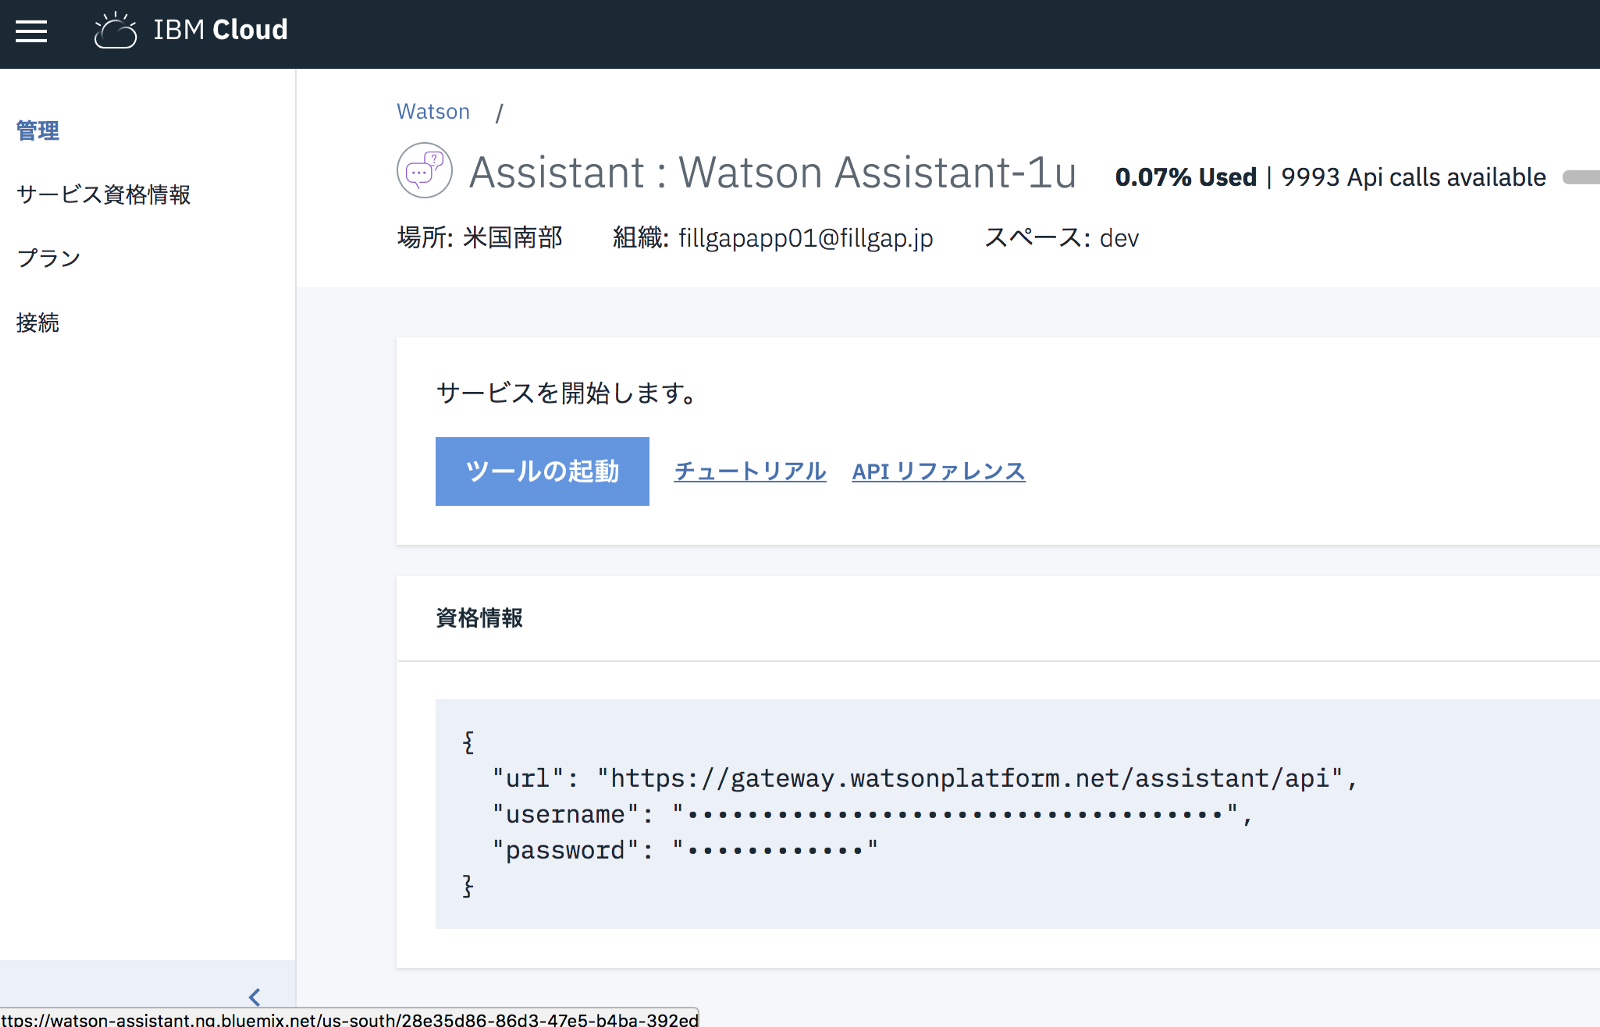 IBM Cloud
管理
サービス資格情報
プラン
接続
Watson /
Assistant : Watson Assistant-1u
0.07% Used | 9993 Api calls available
場所: 米国南部 組織: fillgapapp01@fillgap.jp スペース: dev
サービスを開始します。
ツールの起動 チュートリアル API リファレンス
資格情報
{
"url": "https://gateway.watsonplatform.net/assistant/api",
"username": "••••••••••••••••••••••••••••••••••••",
"password": "••••••••••••"
}
ttps://watson-assistant.ng.bluemix.net/us-south/28e35d86-86d3-47e5-b4ba-392ed